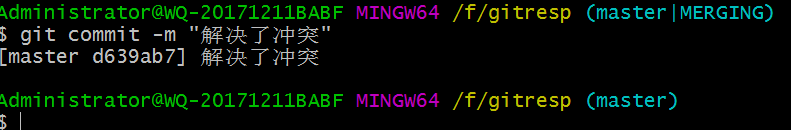 Administrator@WQ-20171211BABF MINGW64 /f/gitresp (master|MERGING)
$ git commit -m "解决了冲突"
[master d639ab7] 解决了冲突
Administrator@WQ-20171211BABF MINGW64 /f/gitresp (master)
$